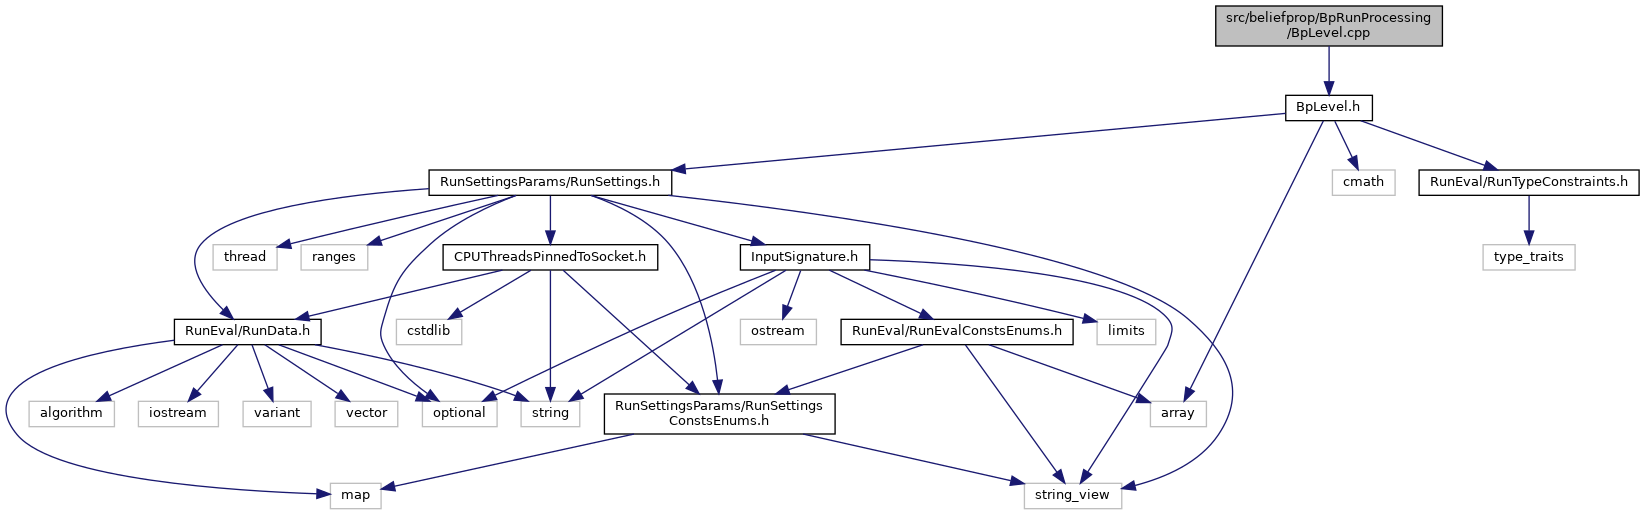 src/beliefprop/BpRunProcessing
/BpLevel.cpp
BpLevel.h
RunSettingsParams/RunSettings.h
cmath
RunEval/RunTypeConstraints.h
thread
ranges
CPUThreadsPinnedToSocket.h
InputSignature.h
type_traits
RunEval/RunData.h
cstdlib
ostream
RunEval/RunEvalConstsEnums.h
limits
algorithm
iostream
variant
vector
optional
string
RunSettingsParams/RunSettings
ConstsEnums.h
array
map
string_view